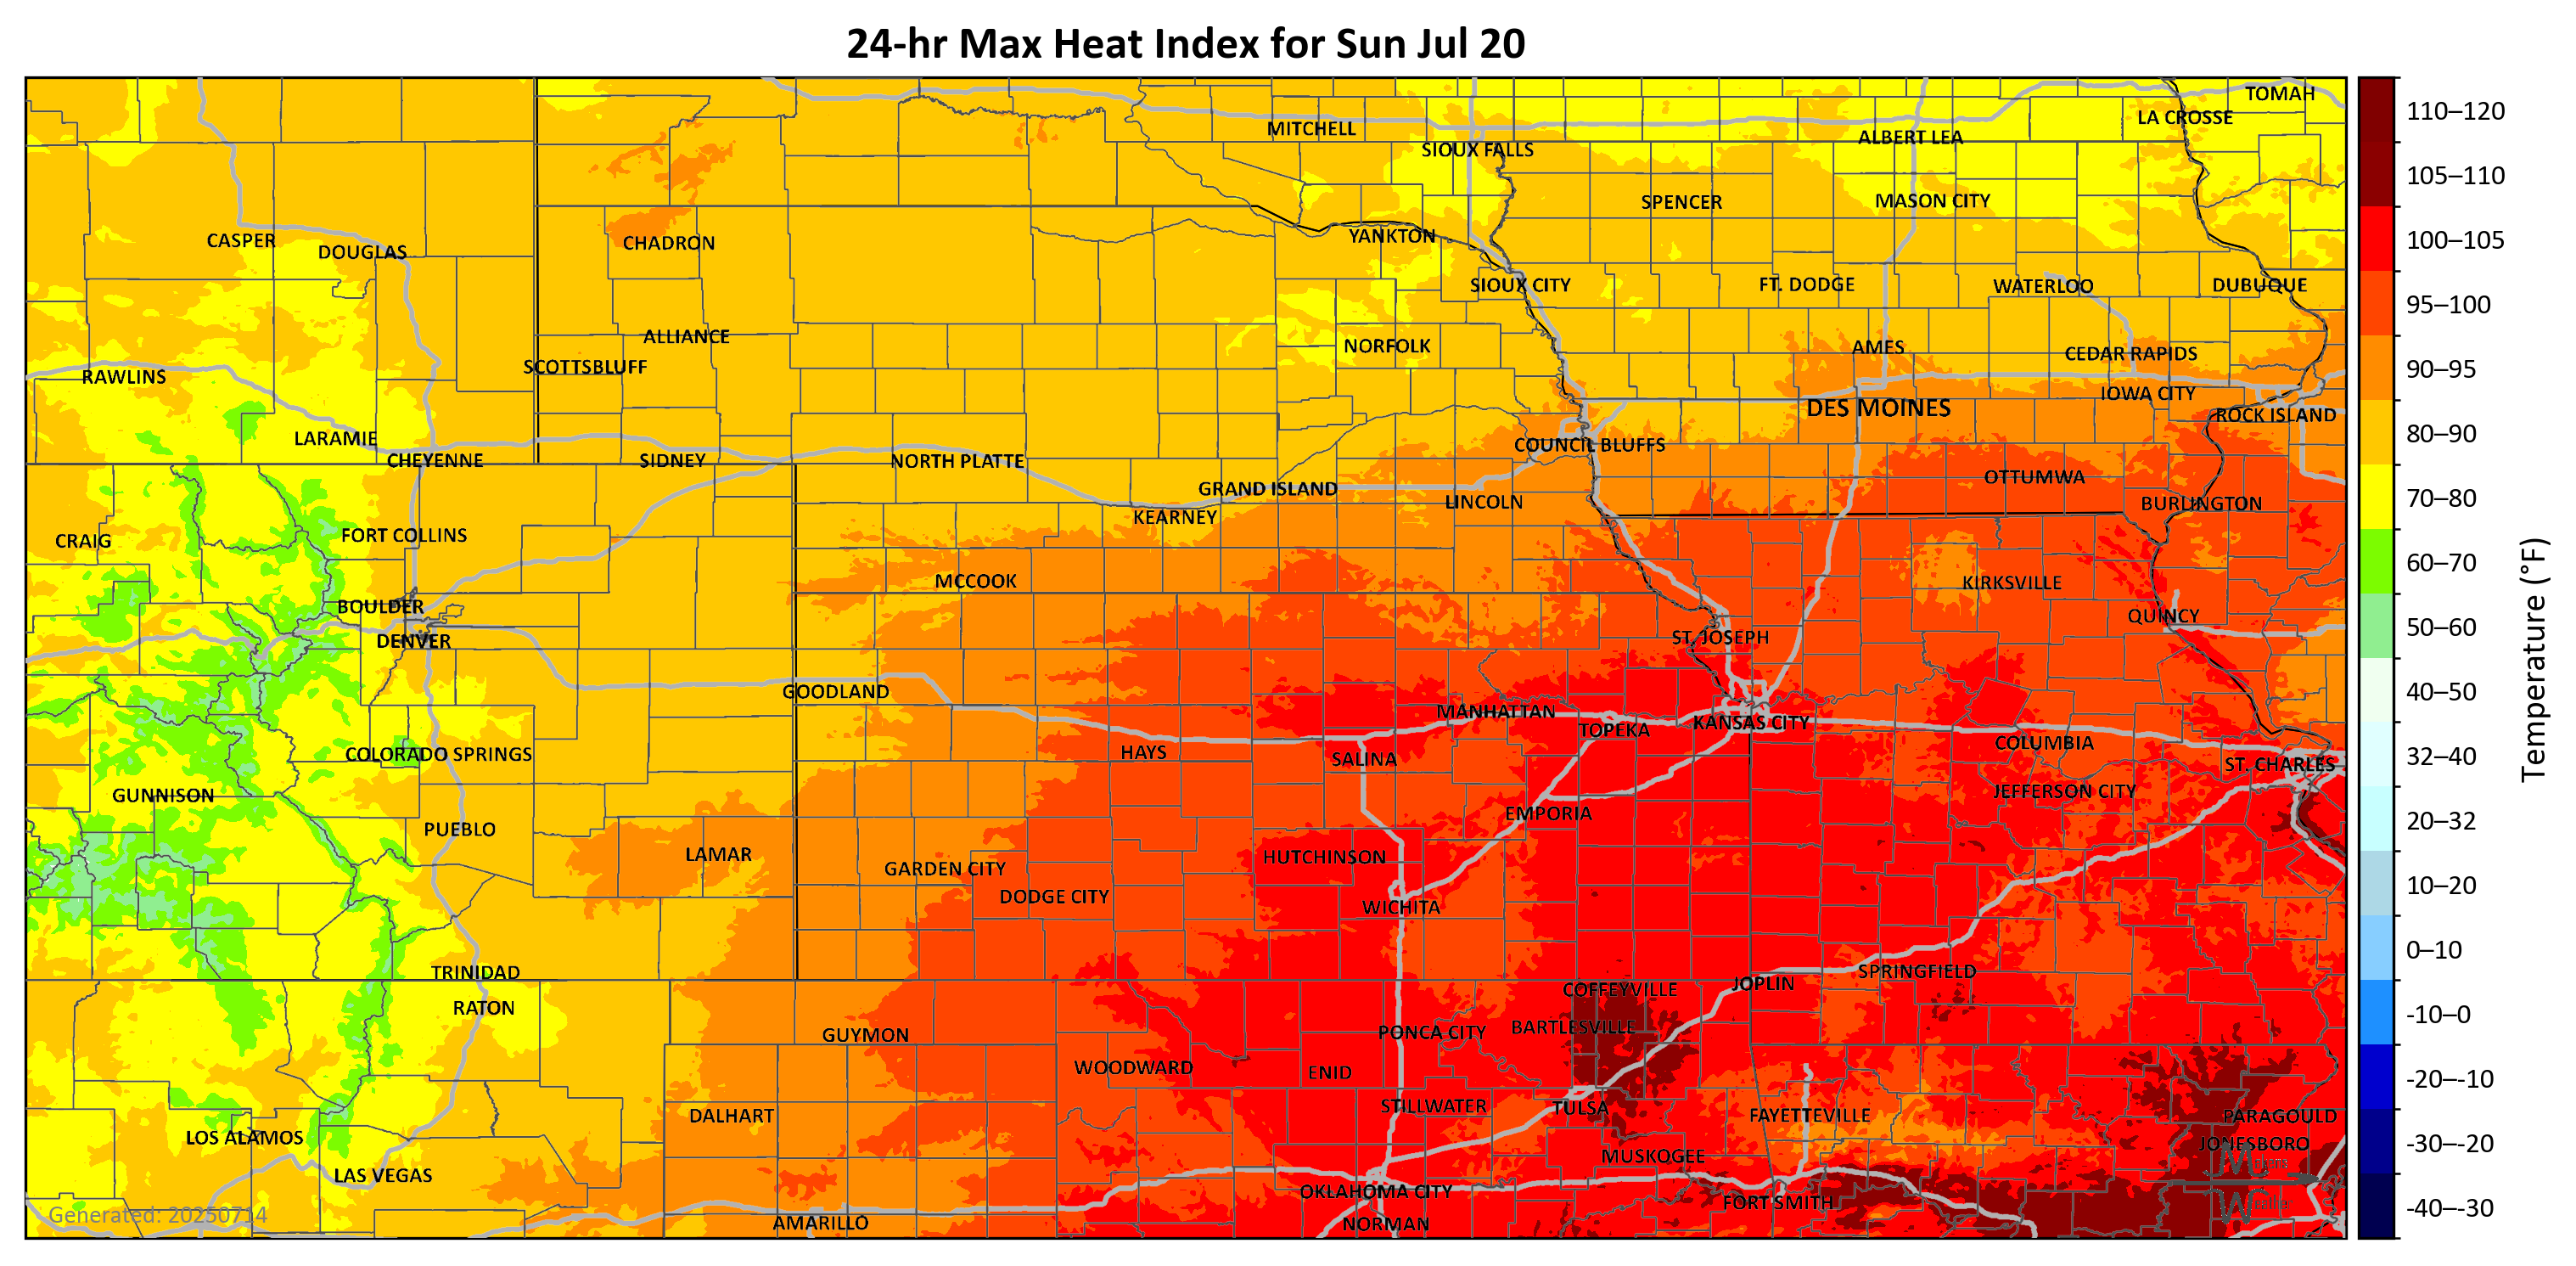 24-hr Max Heat Index for Sun Jul 20
TOMAH
LA CROSSE
MITCHELL
ALBERT LEA
SIOUX FALLS
SPENCER
MASON CITY
YANKTON
CASPER
CHADRON
DOUGLAS
SIOUX CITY
FT. DODGE
WATERLOO
DUBUQUE
ALLIANCE
NORFOLK
AMES
CEDAR RAPIDS
SCOTTSBLUFF
RAWLINS
IOWA CITY
DES MOINES
ROCK ISLAND
LARAMIE
COUNCIL BLUFFS
CHEYENNE
SIDNEY
NORTH PLATTE
OTTUMWA
GRAND ISLAND
LINCOLN
BURLINGTON
KEARNEY
FORT COLLINS
CRAIG
MCCOOK
KIRKSVILLE
BOULDER
QUINCY
DENVER
ST. JOSEPH
GOODLAND
MANHATTAN
KANSAS CITY
TOPEKA
COLUMBIA
HAYS
COLORADO SPRINGS
SALINA
ST. CHARLES
JEFFERSON CITY
GUNNISON
EMPORIA
PUEBLO
LAMAR
HUTCHINSON
GARDEN CITY
DODGE CITY
WICHITA
TRINIDAD
SPRINGFIELD
JOPLIN
COFFEYVILLE
RATON
BARTLESVILLE
PONCA CITY
GUYMON
WOODWARD
ENID
STILLWATER
TULSA
DALHART
FAYETTEVILLE
PARAGOULD
LOS ALAMOS
JONESBORO
MUSKOGEE
LAS VEGAS
OKLAHOMA CITY
FORT SMITH
AMARILLO
NORMAN
Generated: 20250714
110–120
105–110
100–105
95–100
90–95
80–90
70–80
60–70
50–60
40–50
32–40
20–32
10–20
0–10
-10–0
-20–-10
-30–-20
-40–-30
Temperature (°F)